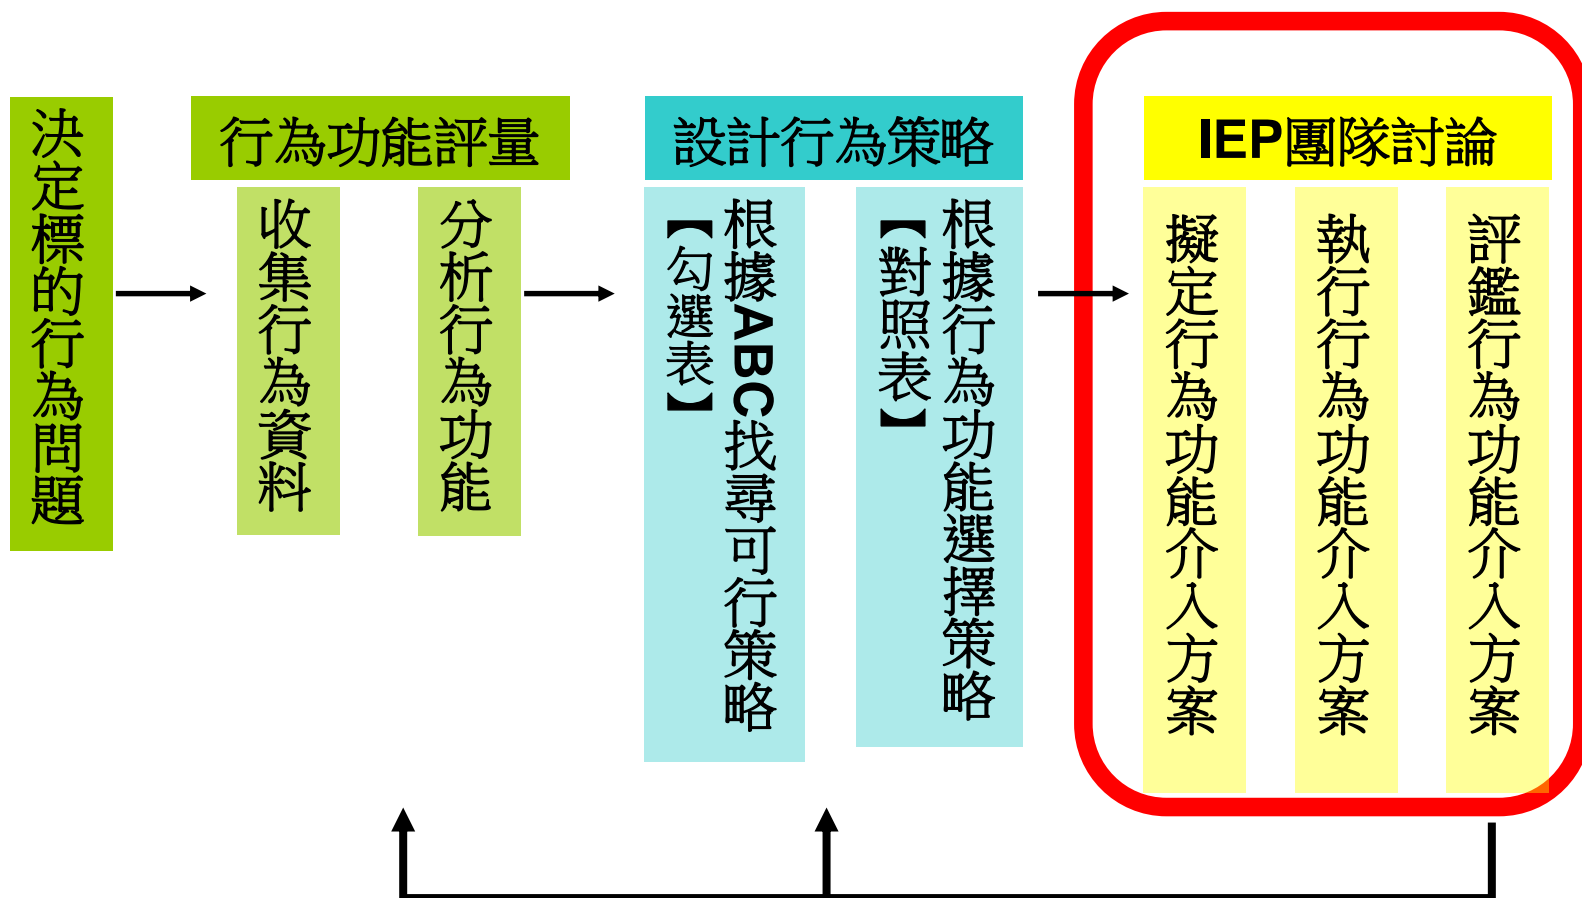 決定標的行為問題
行為功能評量
收集行為資料
分析行為功能
設計行為策略
根據ABC找尋可行策略
【勾選表】
根據行為功能選擇策略
【對照表】
IEP團隊討論
擬定行為功能介入方案
執行行為功能介入方案
評鑑行為功能介入方案